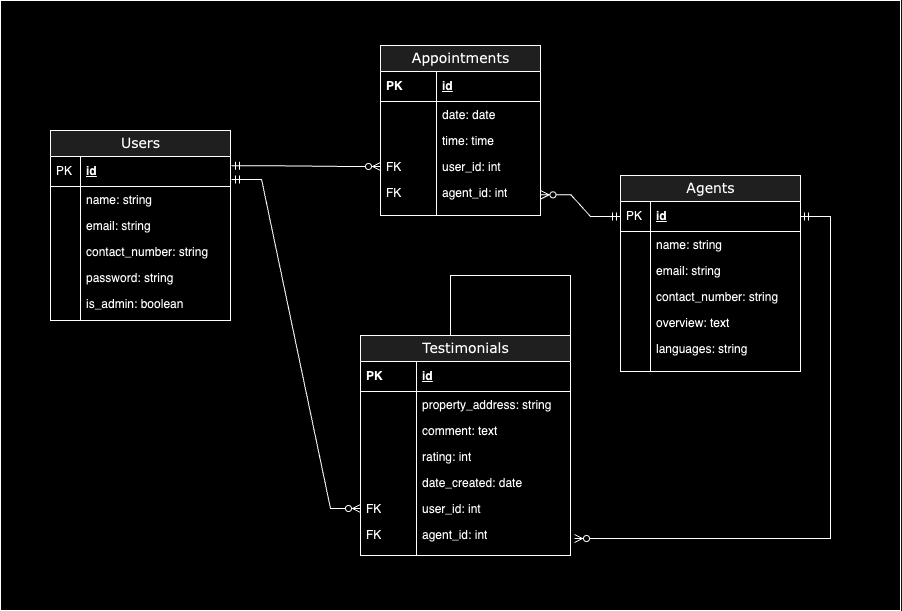 Appointments
PK id
date: date
time: time
FK user_id: int
FK agent_id: int
Users
PK id
name: string
email: string
contact_number: string
password: string
is_admin: boolean
Agents
PK id
name: string
email: string
contact_number: string
overview: text
languages: string
Testimonials
PK id
property_address: string
comment: text
rating: int
date_created: date
FK user_id: int
FK agent_id: int